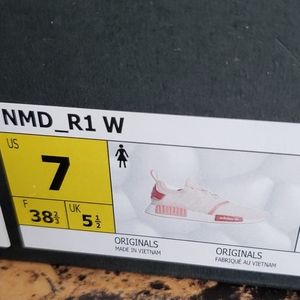 NMD_R1 W
US
7
F
38⅔
UK
5½
ORIGINALS
MADE IN VIETNAM
ORIGINALS
FABRIQUÉ AU VIETNAM